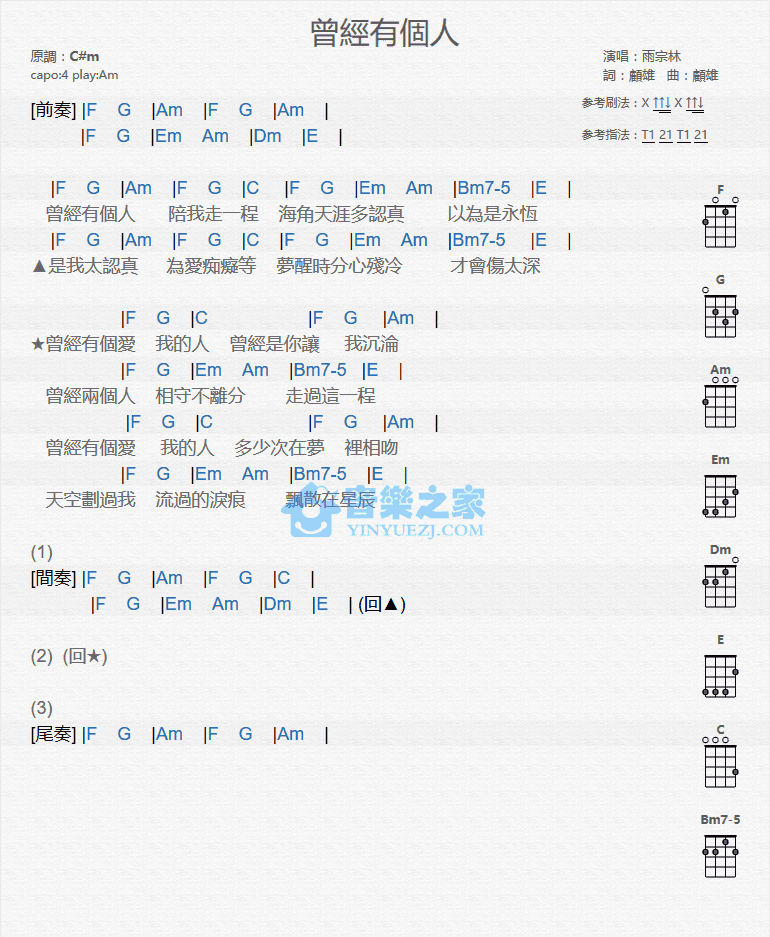 曾經有個人
原調：C#m
capo:4 play:Am
演唱：雨宗林
詞：顧雄 曲：顧雄
参考刷法：X ↑↑↓ X ↑↑↓
参考指法：T1 21 T1 21
[前奏] |F G |Am |F G |Am |
|F G |Em Am |Dm |E |
|F G |Am |F G |C |F G |Em Am |Bm7-5 |E |
曾經有個人 陪我走一程 海角天涯多認真 以為是永恆
|F G |Am |F G |C |F G |Em Am |Bm7-5 |E |
▲是我太認真 為愛痴癡等 夢醒時分心殘冷 才會傷太深
|F G |C |F G |Am |
★曾經有個愛 我的人 曾經是你讓 我沉淪
|F G |Em Am |Bm7-5 |E |
曾經兩個人 相守不離分 走過這一程
|F G |C |F G |Am |
曾經有個愛 我的人 多少次在夢 裡相吻
|F G |Em Am |Bm7-5 |E |
天空劃過我 流過的淚痕 飄散在星辰
音樂之家
YINYUEZJ.COM
(1)
[間奏] |F G |Am |F G |C |
|F G |Em Am |Dm |E | (回▲)
(2) (回★)
(3)
[尾奏] |F G |Am |F G |Am |
F
G
Am
Em
Dm
E
C
Bm7-5